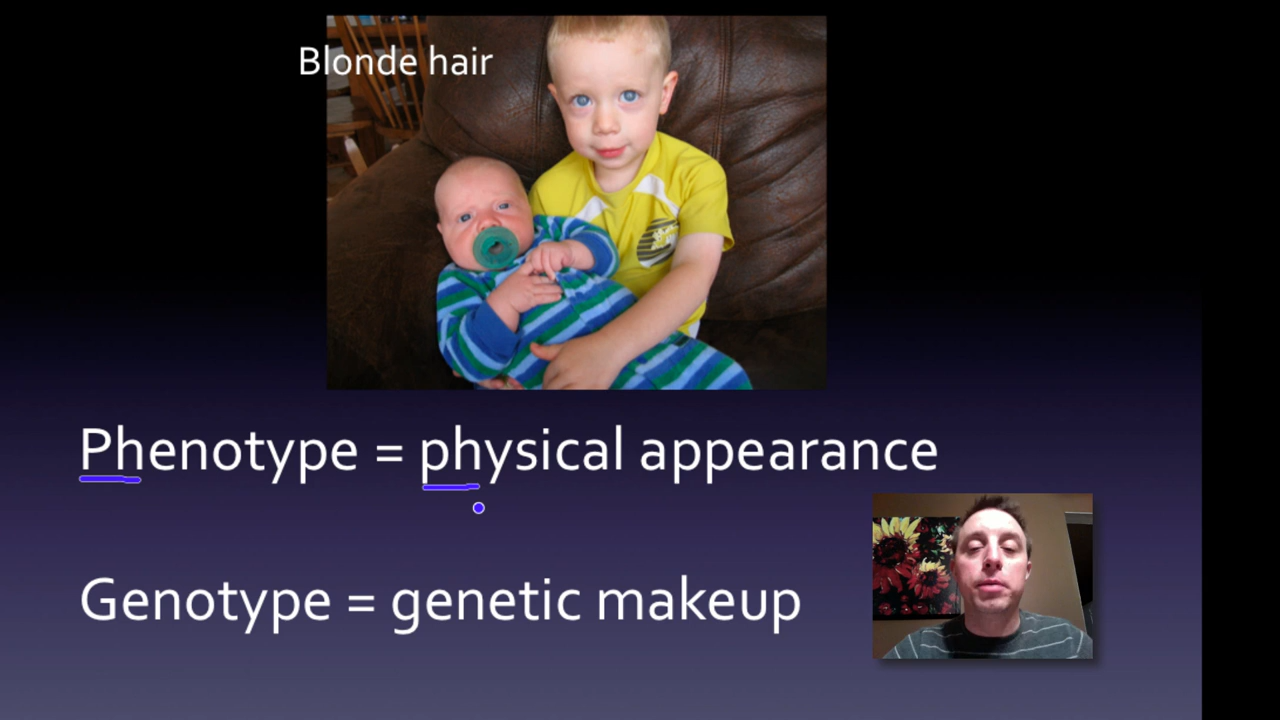 Blonde hair
Phenotype = physical appearance
Genotype = genetic makeup